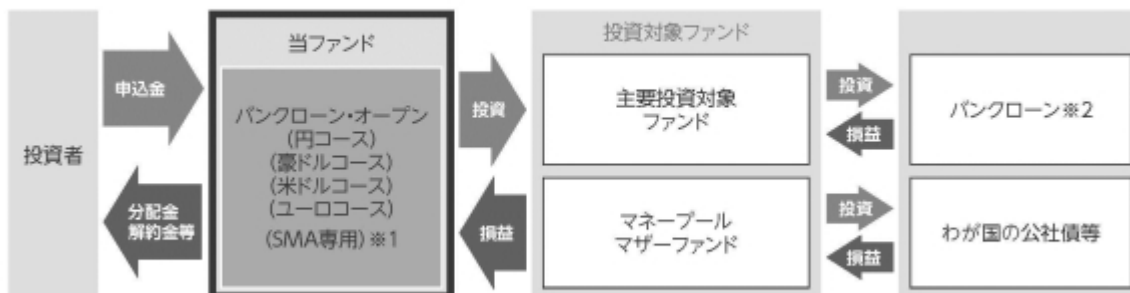 投資者
申込金
分配金
解約金等
当ファンド
バンクローン・オープン
(円コース)
(豪ドルコース)
(米ドルコース)
(ユーロコース)
(SMA専用)※1
投資
損益
投資対象ファンド
主要投資対象
ファンド
マネープール
マザーファンド
投資
損益
投資
損益
バンクローン※2
わが国の公社債等